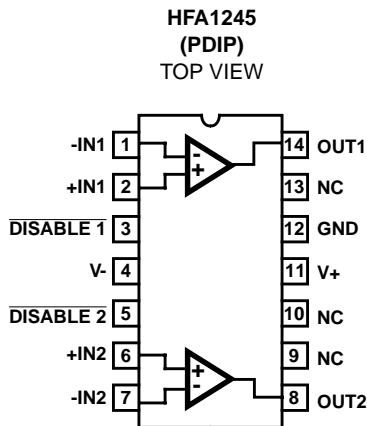 HFA1245
(PDIP)
TOP VIEW
-IN1 1 - 14 OUT1
+IN1 2 + 13 NC
DISABLE 1 3 12 GND
V- 4 11 V+
DISABLE 2 5 10 NC
+IN2 6 + 9 NC
-IN2 7 - 8 OUT2